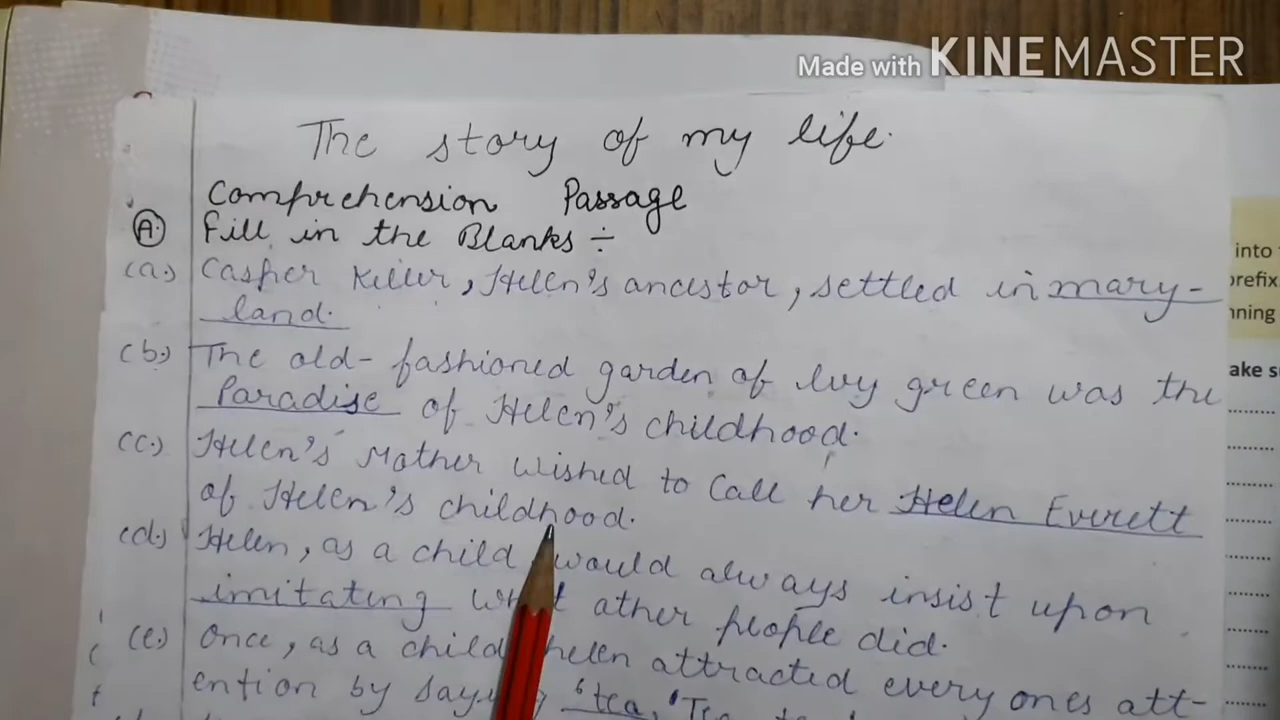 Made with KINEMASTER
The story of my life.
Comprehension Passage
(A.) Fill in the Blanks ÷
(a.) Casper Killer, Helen's ancestor, settled in mary-
land.
(b.) The old-fashioned garden of Ivy green was the
Paradise of Helen's childhood.
(c.) Helen's Mother wished to Call her Helen Everett
of Helen's childhood.
(d.) Helen, as a child would always insist upon
imitating ather people did.
(e.) Once, as a child helen attracted every ones att-
ention by 'tea,
into
prefix
nning
ake s